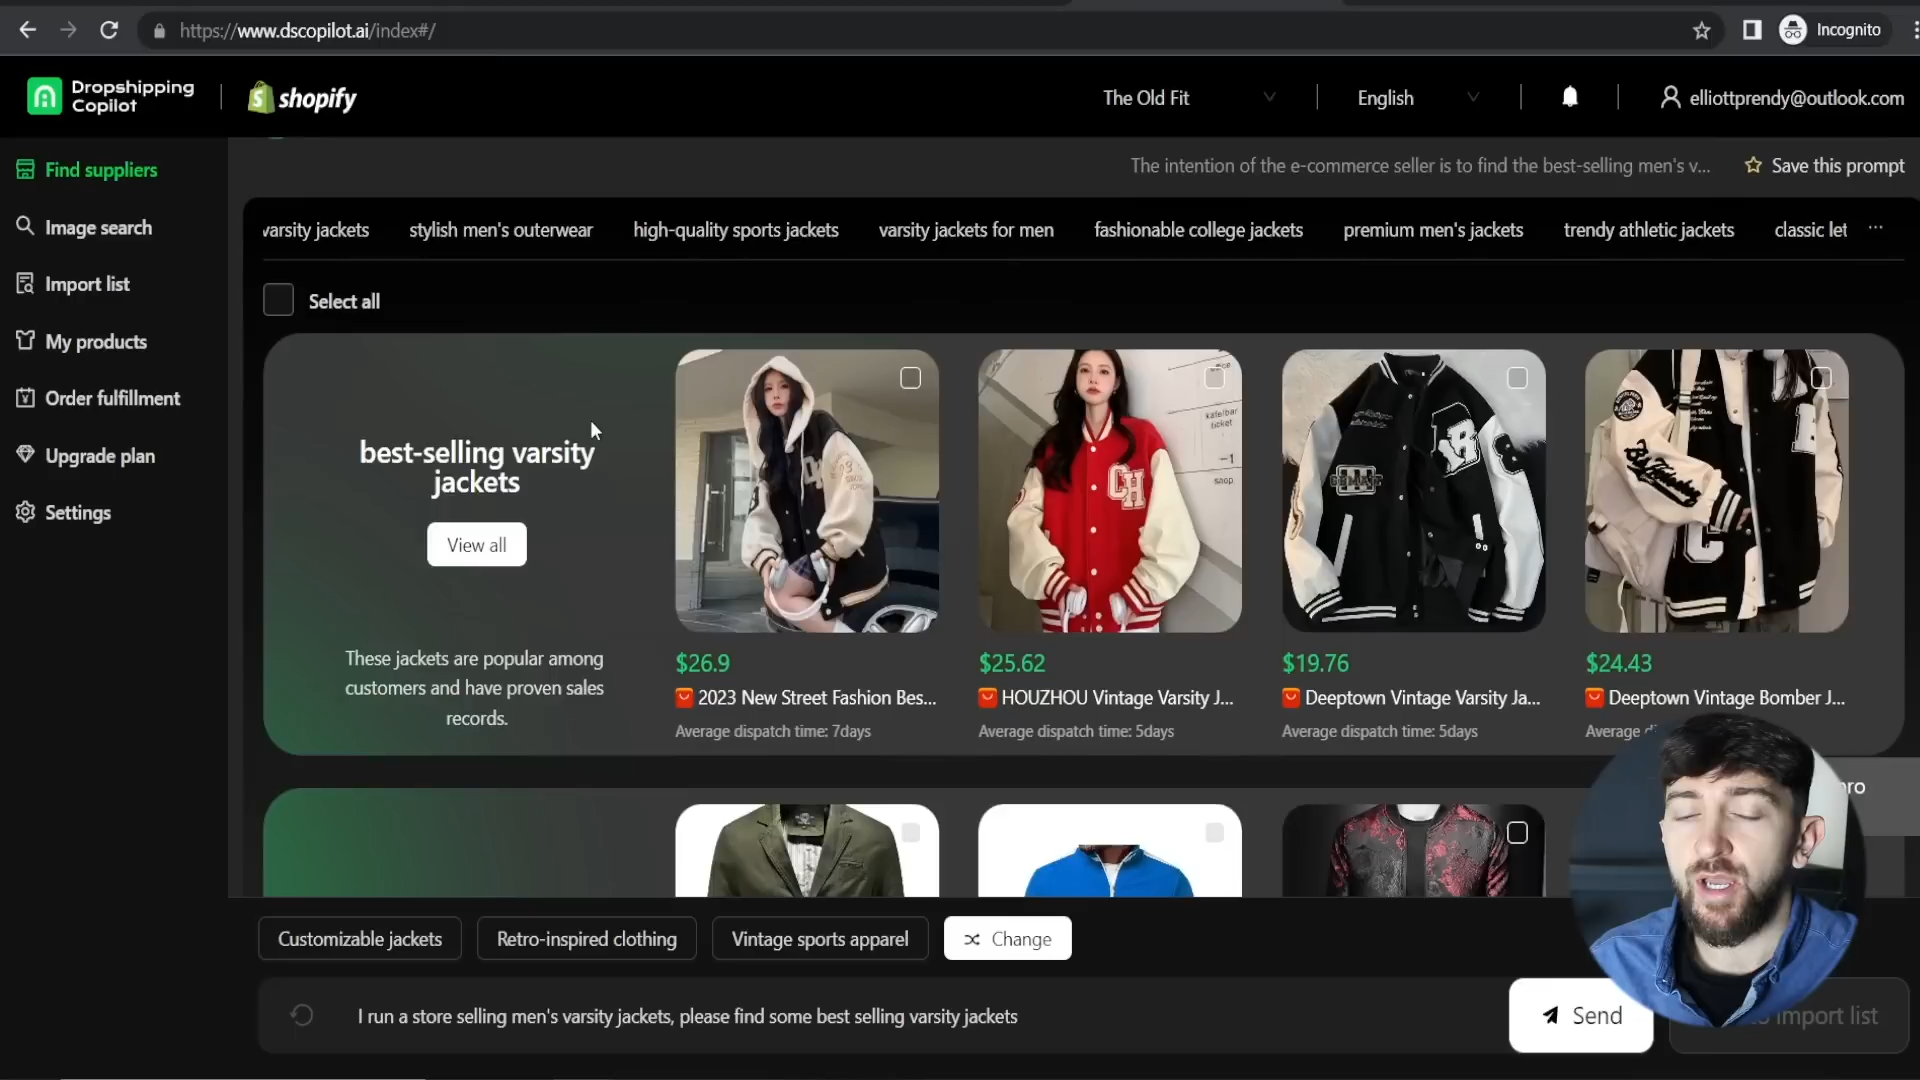 https://www.dscopilot.ai/index#/
Incognito
Dropshipping
Copilot
shopify
The Old Fit
English
elliottprendy@outlook.com
Find suppliers
Image search
Import list
My products
Order fulfillment
Upgrade plan
Settings
The intention of the e-commerce seller is to find the best-selling men's v...
Save this prompt
varsity jackets
stylish men's outerwear
high-quality sports jackets
varsity jackets for men
fashionable college jackets
premium men's jackets
trendy athletic jackets
classic let
...
Select all
best-selling varsity
jackets
View all
These jackets are popular among
customers and have proven sales
records.
$26.9
2023 New Street Fashion Bes...
Average dispatch time: 7days
CH
$25.62
HOUZHOU Vintage Varsity J...
Average dispatch time: 5days
$19.76
Deeptown Vintage Varsity Ja...
Average dispatch time: 5days
$24.43
Deeptown Vintage Bomber J...
Average d
ro
Customizable jackets
Retro-inspired clothing
Vintage sports apparel
Change
I run a store selling men's varsity jackets, please find some best selling varsity jackets
Send
import list